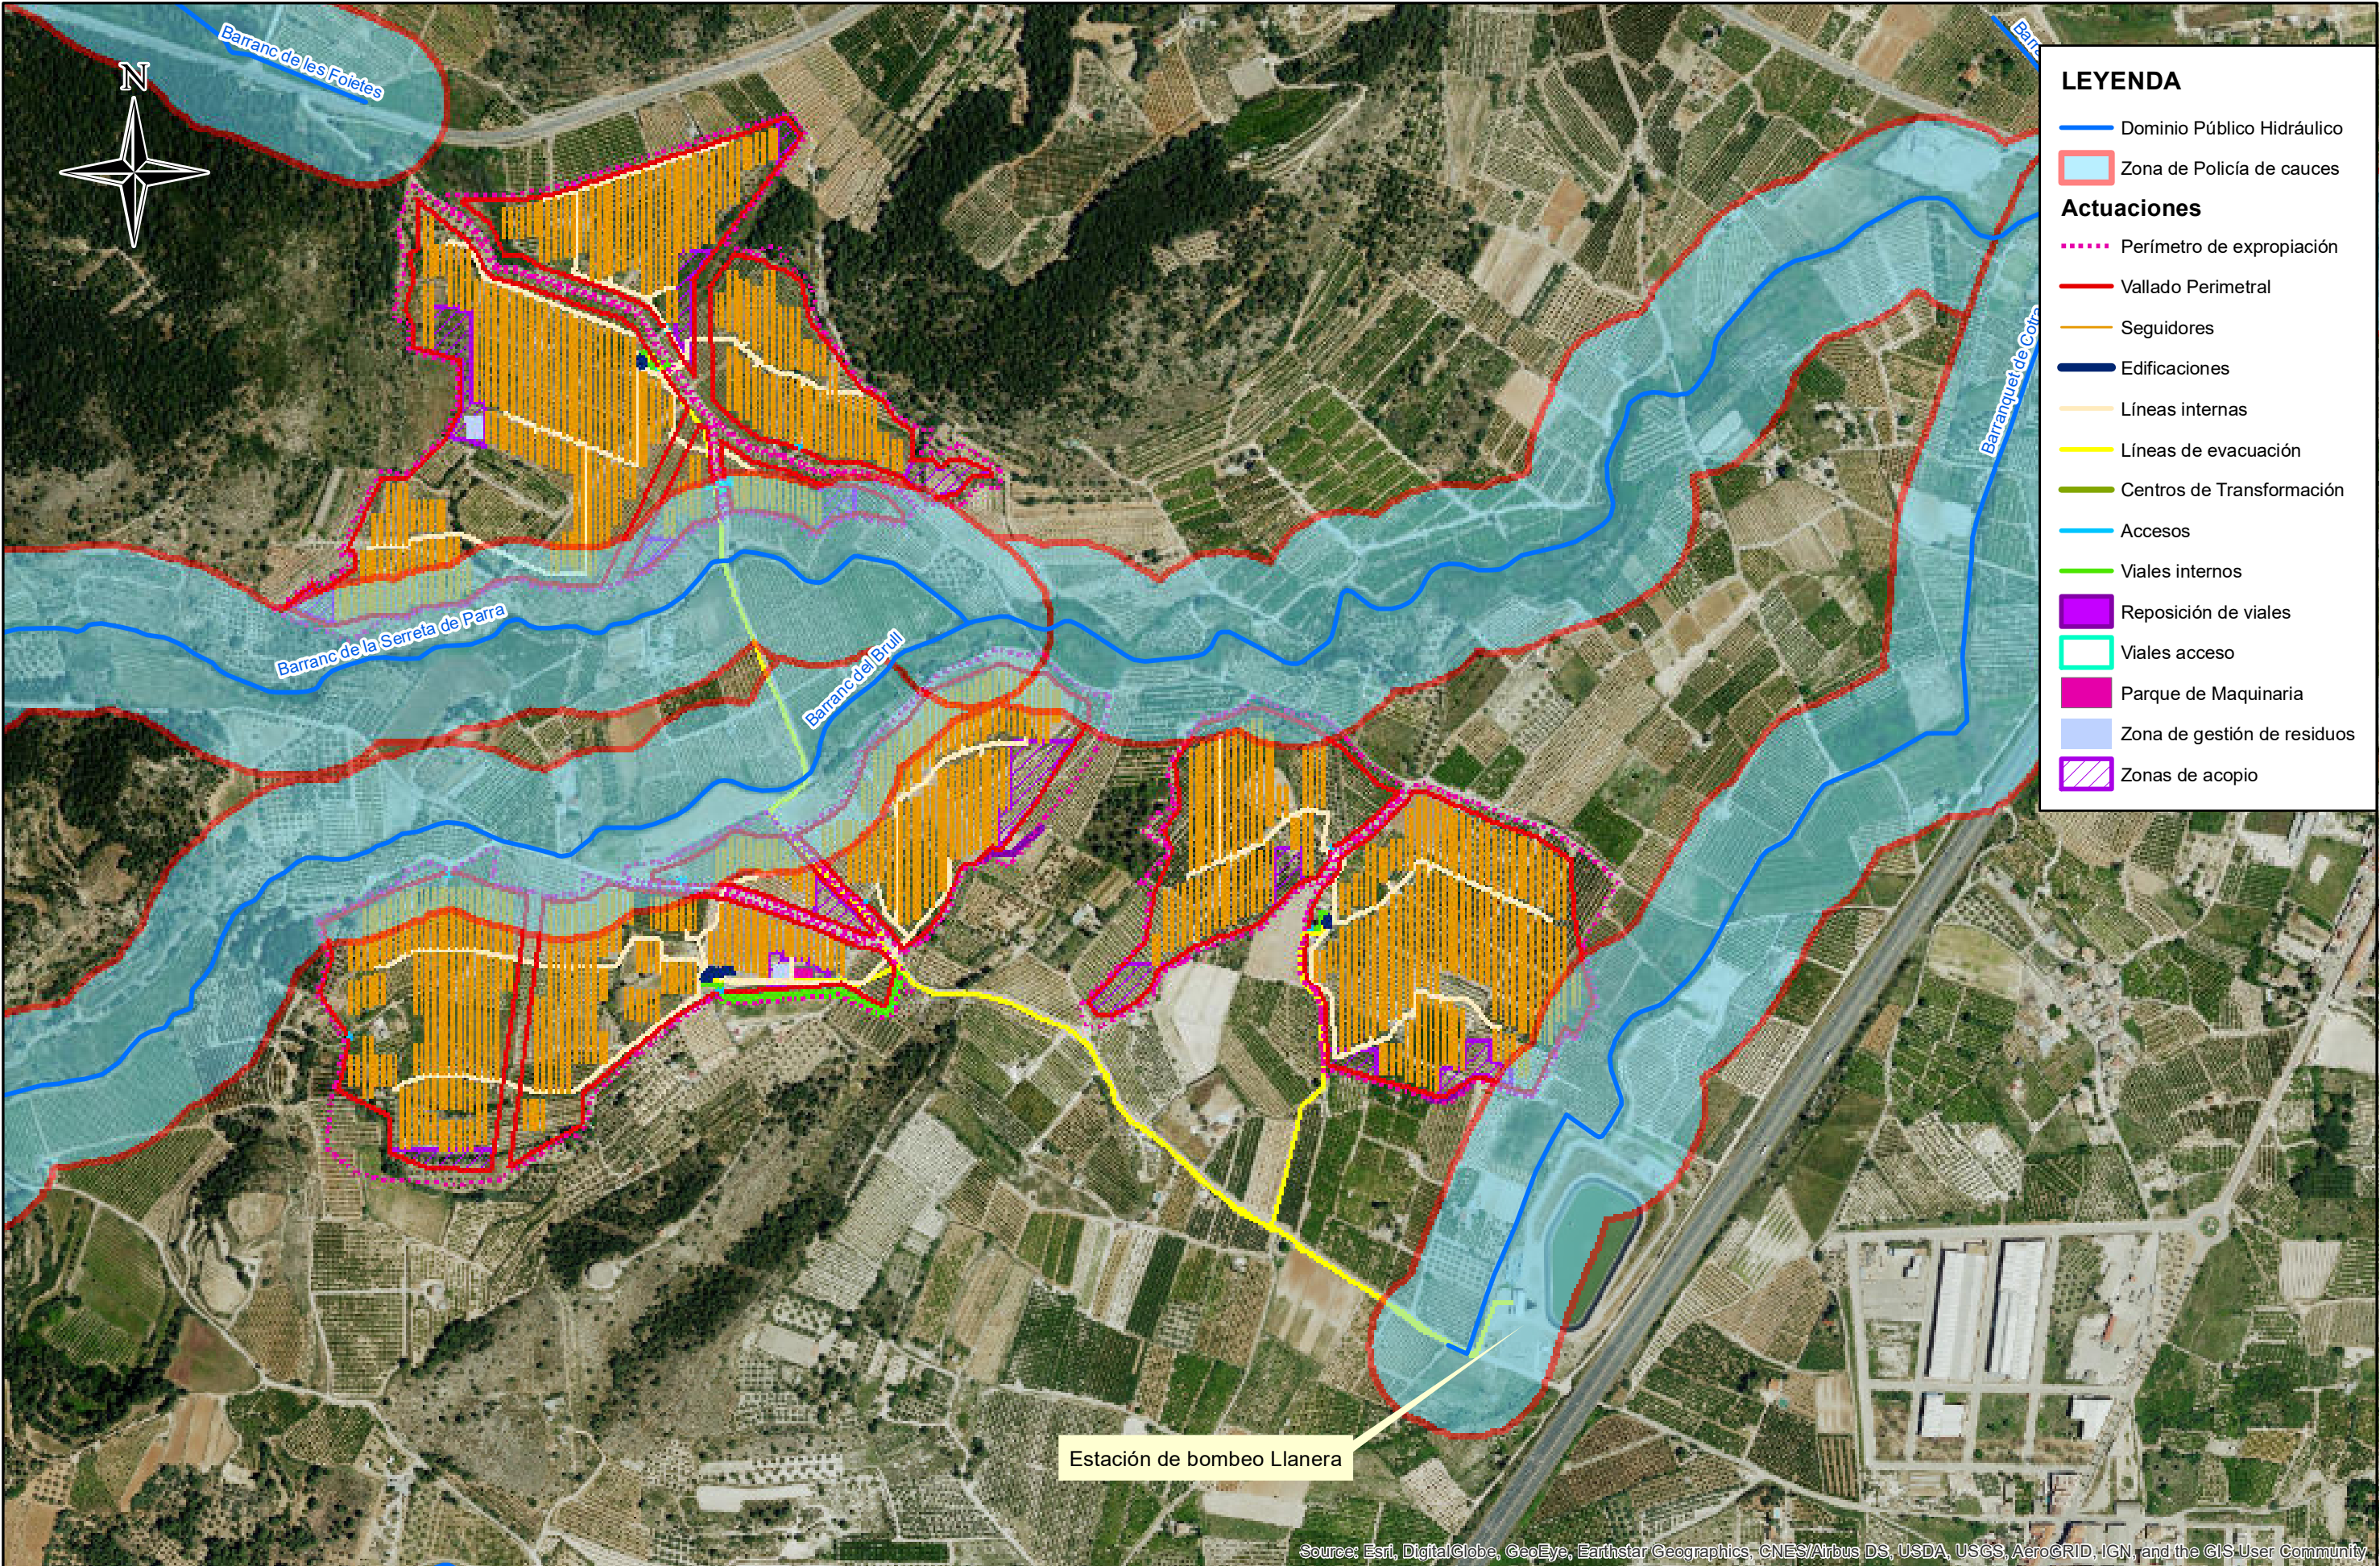 Barranc de les Foietes
N
LEYENDA
Dominio Público Hidráulico
Zona de Policía de cauces
Actuaciones
Perímetro de expropiación
Vallado Perimetral
Seguidores
Edificaciones
Líneas internas
Líneas de evacuación
Centros de Transformación
Accesos
Viales internos
Reposición de viales
Viales acceso
Parque de Maquinaria
Zona de gestión de residuos
Zonas de acopio
Barranquet de
Barranc de la Serreta de Parra
Barranc del Brull
Estación de bombeo Llanera
Source: Esri, DigitalGlobe, GeoEye, Earthstar Geographics, CNES/Airbus DS, USDA, USGS, AeroGRID, IGN, and the GIS User Community